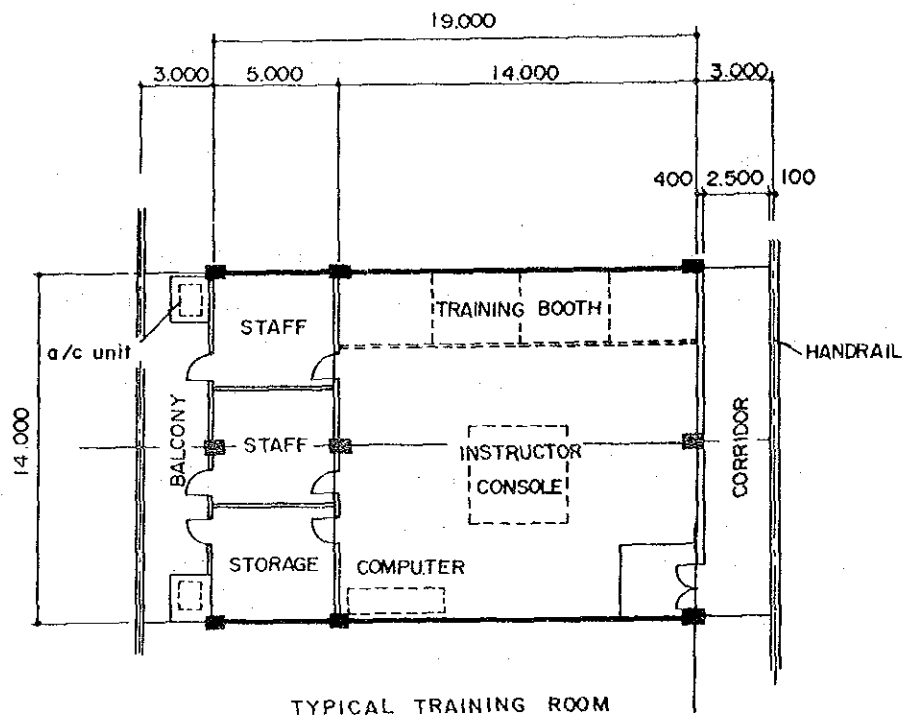 19.000
3.000 5.000 14.000 3.000
400 2.500 100
TRAINING BOOTH
STAFF
a/c unit
HANDRAIL
14.000
BALCONY
STAFF
INSTRUCTOR
CONSOLE
CORRIDOR
STORAGE
COMPUTER
TYPICAL TRAINING ROOM